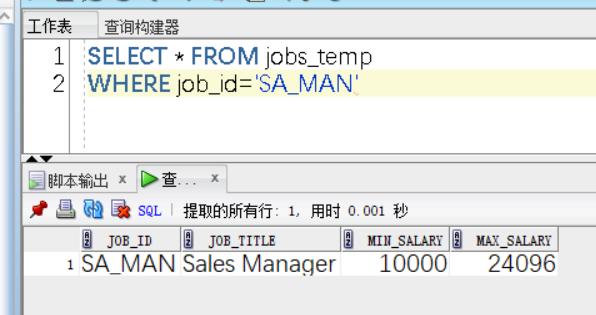 工作表 查询构建器
1 SELECT * FROM jobs_temp
2 WHERE job_id='SA_MAN'
脚本输出 x 查... x
SQL | 提取的所有行: 1, 用时 0.001 秒
JOB_ID JOB_TITLE MIN_SALARY MAX_SALARY
1 SA_MAN Sales Manager 10000 24096